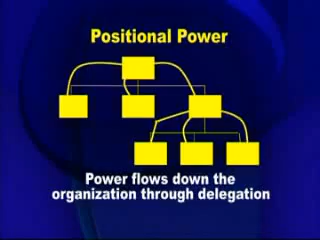 Positional Power
Power flows down the
organization through delegation